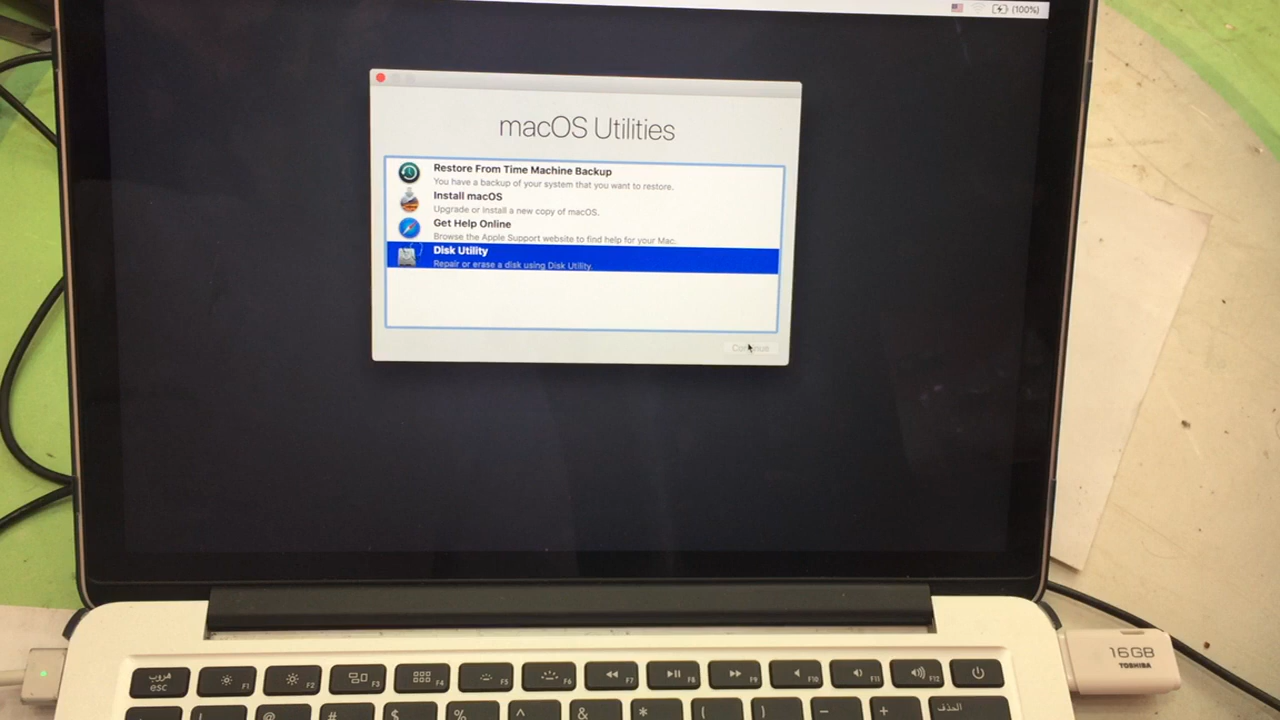 (100%)
macOS Utilities
Restore From Time Machine Backup
You have a backup of your system that you want to restore.
Install macOS
Upgrade or Install a new copy of macOS.
Get Help Online
Browse the Apple Support website to find help for your Mac.
Disk Utility
Repair or erase a disk using Disk Utility.
Continue
16GB
TOSHIBA
هروب
esc
F1
F2
F3
F4
F5
F6
F7
F8
F9
F10
F11
F12
! @ # $ % ^ & * ( ) − +
الحذف